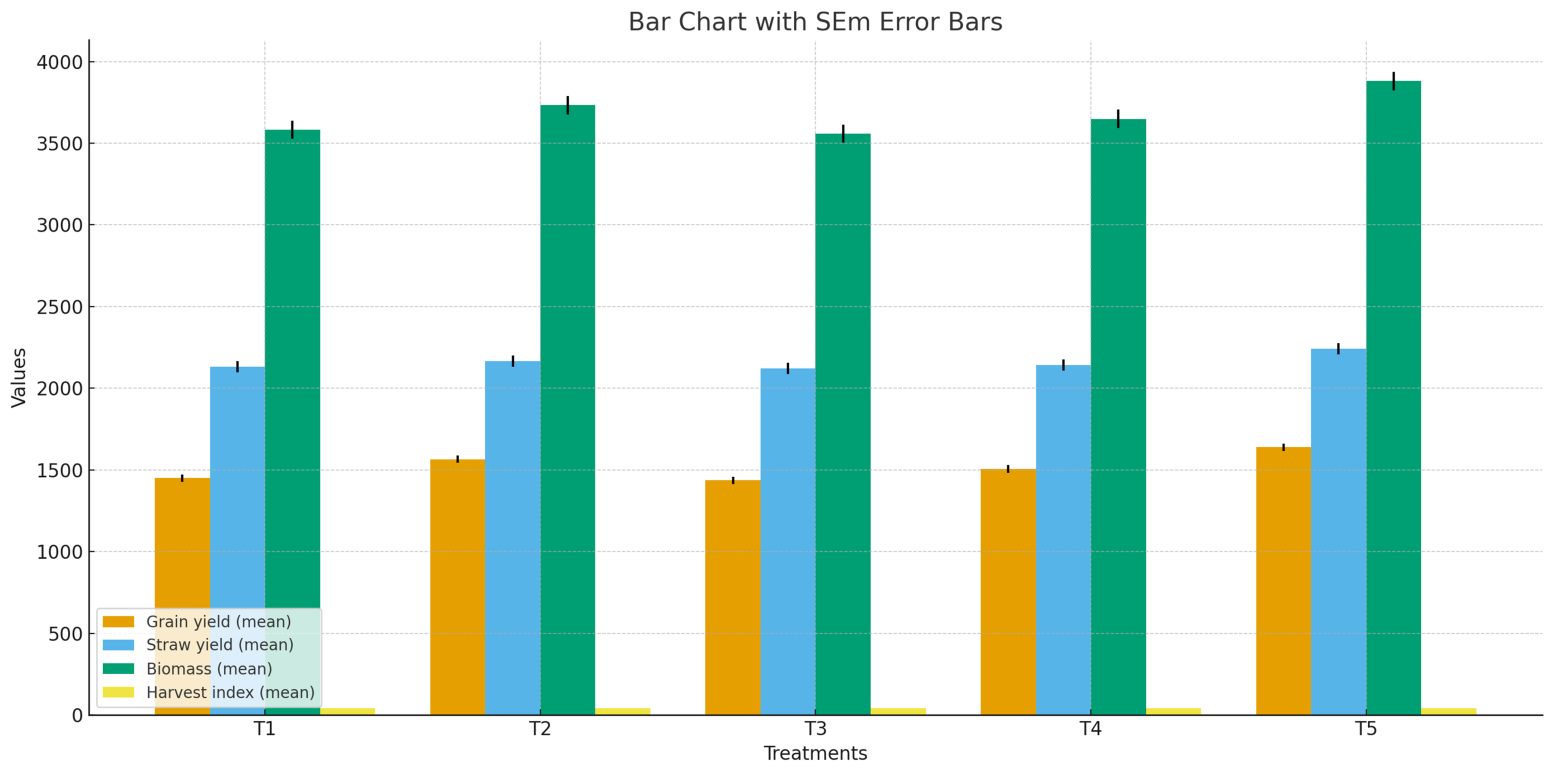 Bar Chart with SEm Error Bars
Values
4000
3500
3000
2500
2000
1500
1000
500
0
Grain yield (mean)
Straw yield (mean)
Biomass (mean)
Harvest index (mean)
T1 T2 T3 T4 T5
Treatments